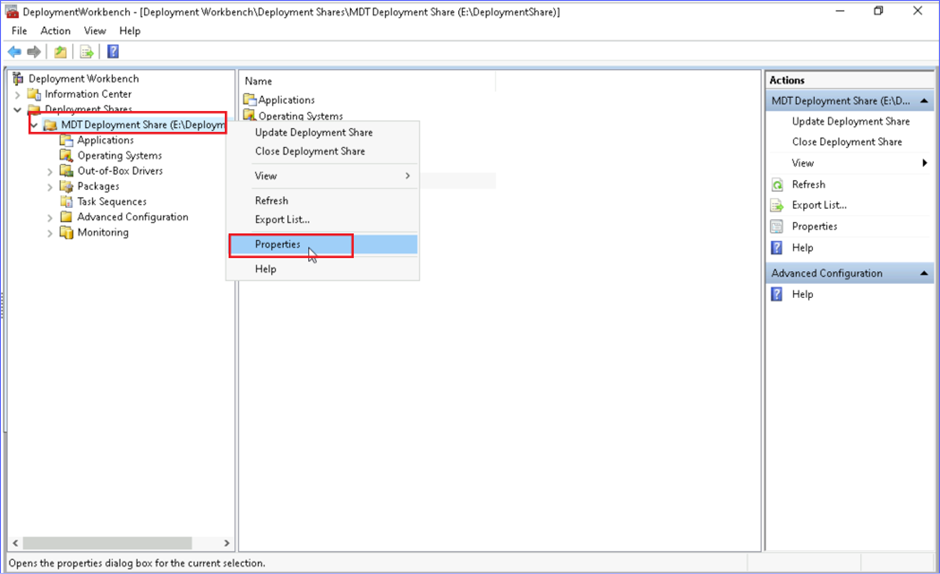 DeploymentWorkbench - [Deployment Workbench\Deployment Shares\MDT Deployment Share (E:\DeploymentShare)]
File Action View Help
Deployment Workbench
Information Center
Deployment Shares
MDT Deployment Share (E:\Deploym
Applications
Operating Systems
Out-of-Box Drivers
Packages
Task Sequences
Advanced Configuration
Monitoring
Name
Applications
Operating Systems
Update Deployment Share
Close Deployment Share
View
Refresh
Export List...
Properties
Help
Actions
MDT Deployment Share (E:\D...
Update Deployment Share
Close Deployment Share
View
Refresh
Export List...
Properties
Help
Advanced Configuration
Help
Opens the properties dialog box for the current selection.